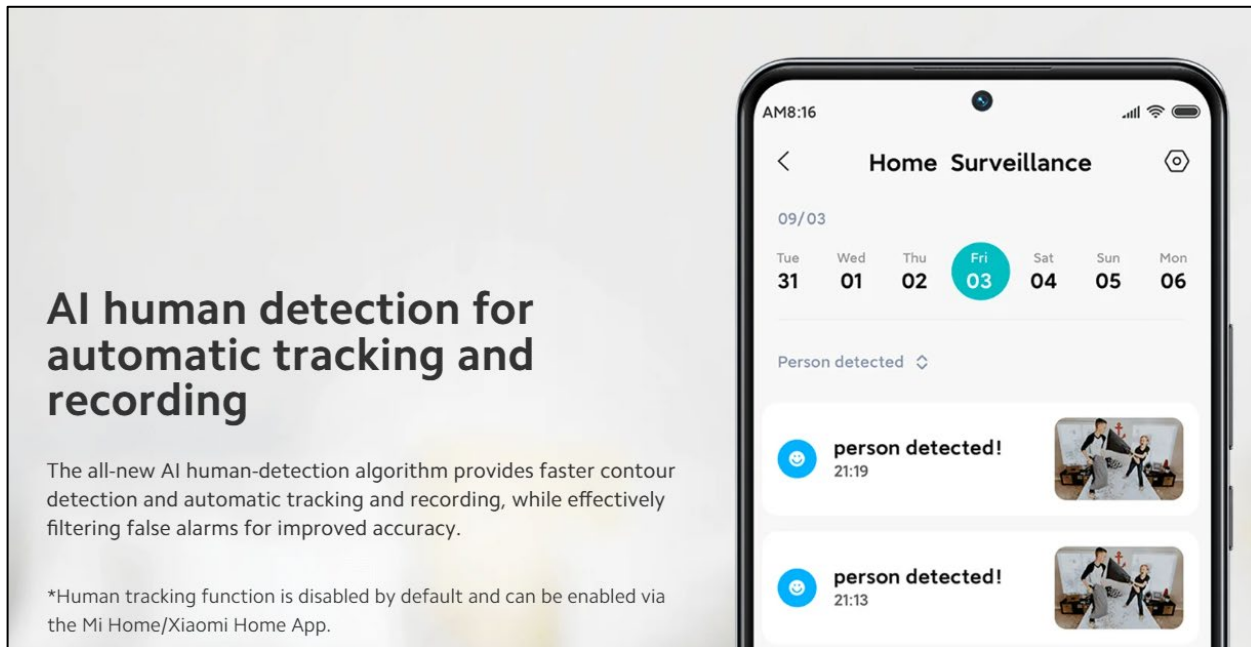 AI human detection for
automatic tracking and
recording
The all-new AI human-detection algorithm provides faster contour
detection and automatic tracking and recording, while effectively
filtering false alarms for improved accuracy.
*Human tracking function is disabled by default and can be enabled via
the Mi Home/Xiaomi Home App.
AM8:16
Home Surveillance
09/03
Tue Wed Thu Fri Sat Sun Mon
31 01 02 03 04 05 06
Person detected
person detected!
21:19
person detected!
21:13